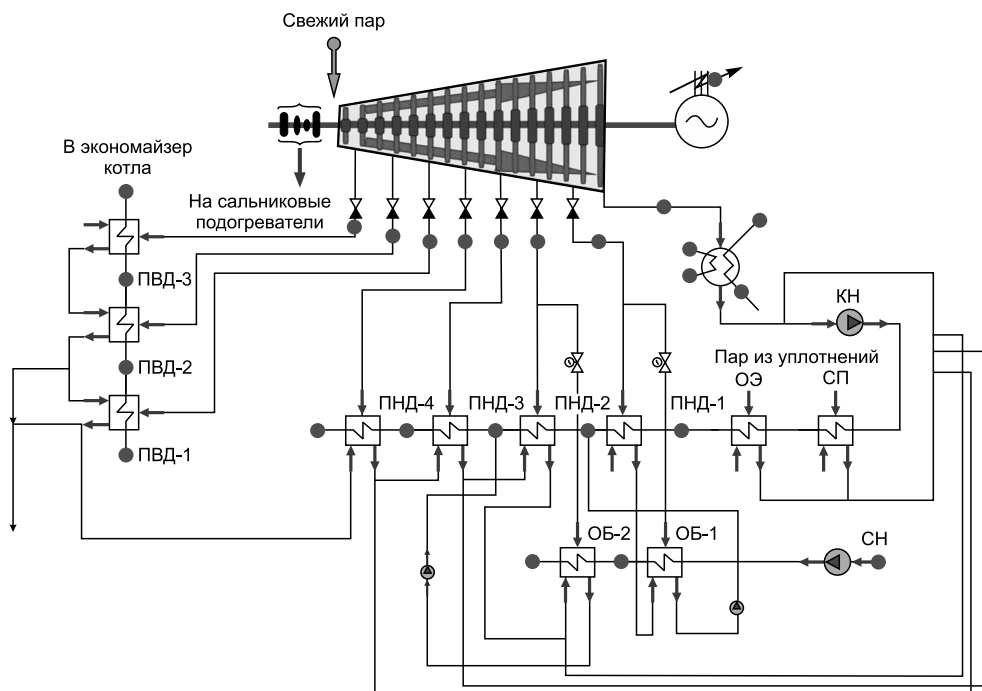 Свежий пар
В экономайзер
котла
На сальниковые
подогреватели
ПВД-3
КН
ПВД-2
Пар из уплотнений
ОЭ
СП
ПНД-4
ПНД-3
ПНД-2
ПНД-1
ПВД-1
ОБ-2
ОБ-1
СН